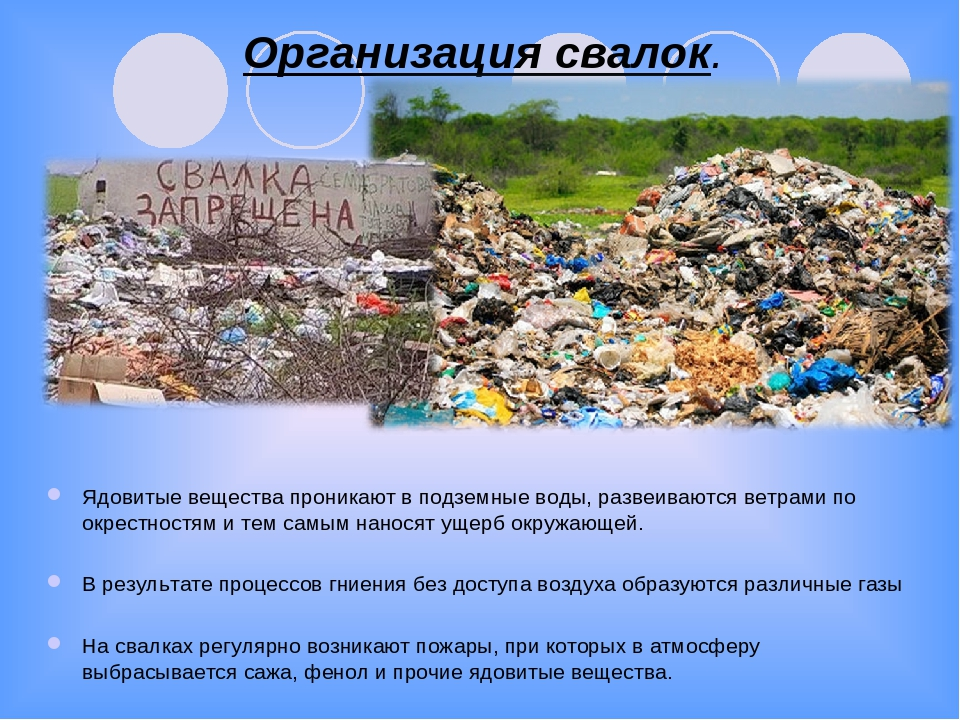 Организация свалок.
СВАЛКА
ЗАПРЕЩЕНА
Ядовитые вещества проникают в подземные воды, развеиваются ветрами по
окрестностям и тем самым наносят ущерб окружающей.
В результате процессов гниения без доступа воздуха образуются различные газы
На свалках регулярно возникают пожары, при которых в атмосферу
выбрасывается сажа, фенол и прочие ядовитые вещества.